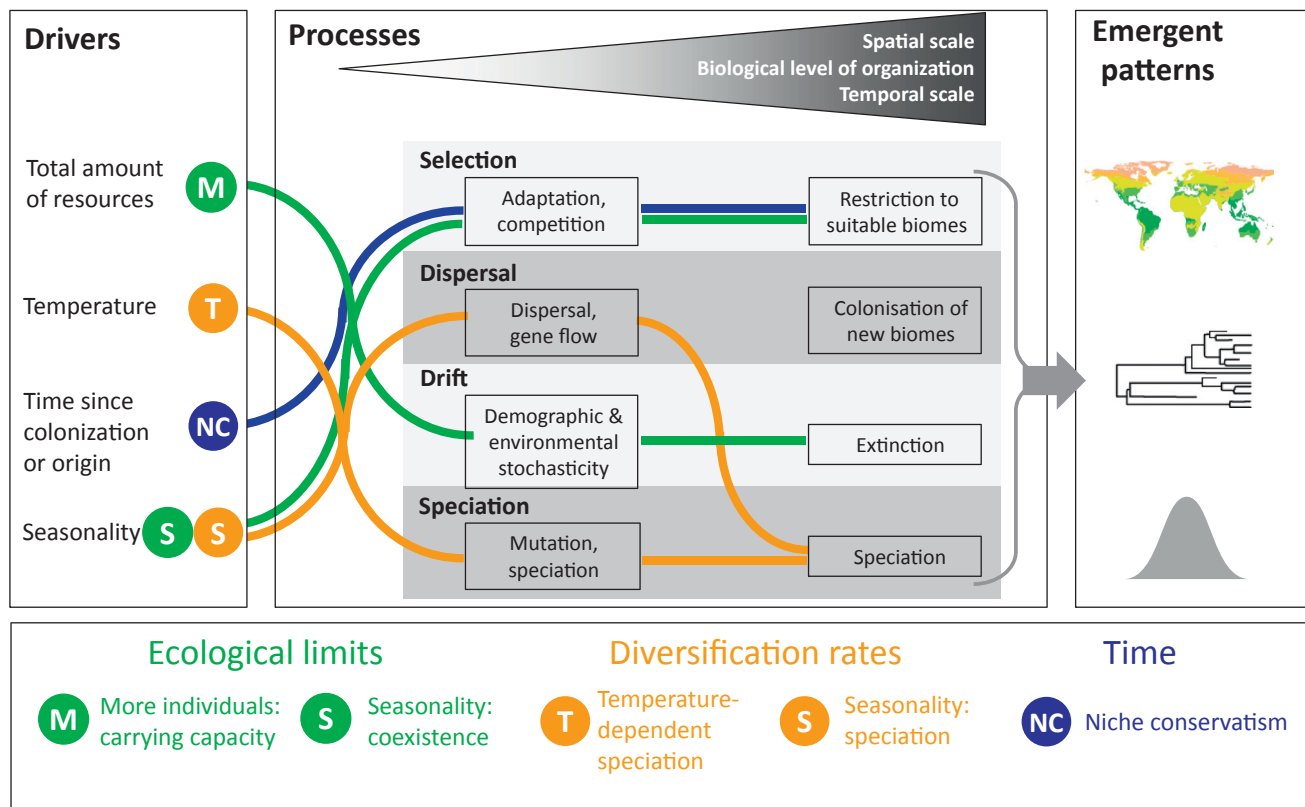 Drivers
Processes
Spatial scale
Biological level of organization
Temporal scale
Emergent
patterns
Total amount
of resources
M
Temperature
T
Time since
colonization
or origin
NC
Seasonality
S
S
Selection
Adaptation,
competition
Restriction to
suitable biomes
Dispersal
Dispersal,
gene flow
Colonisation of
new biomes
Drift
Demographic &
environmental
stochasticity
Extinction
Speciation
Mutation,
speciation
Speciation
Ecological limits
M
More individuals:
carrying capacity
S
Seasonality:
coexistence
Diversification rates
T
Temperature-
dependent
speciation
S
Seasonality:
speciation
Time
NC
Niche conservatism